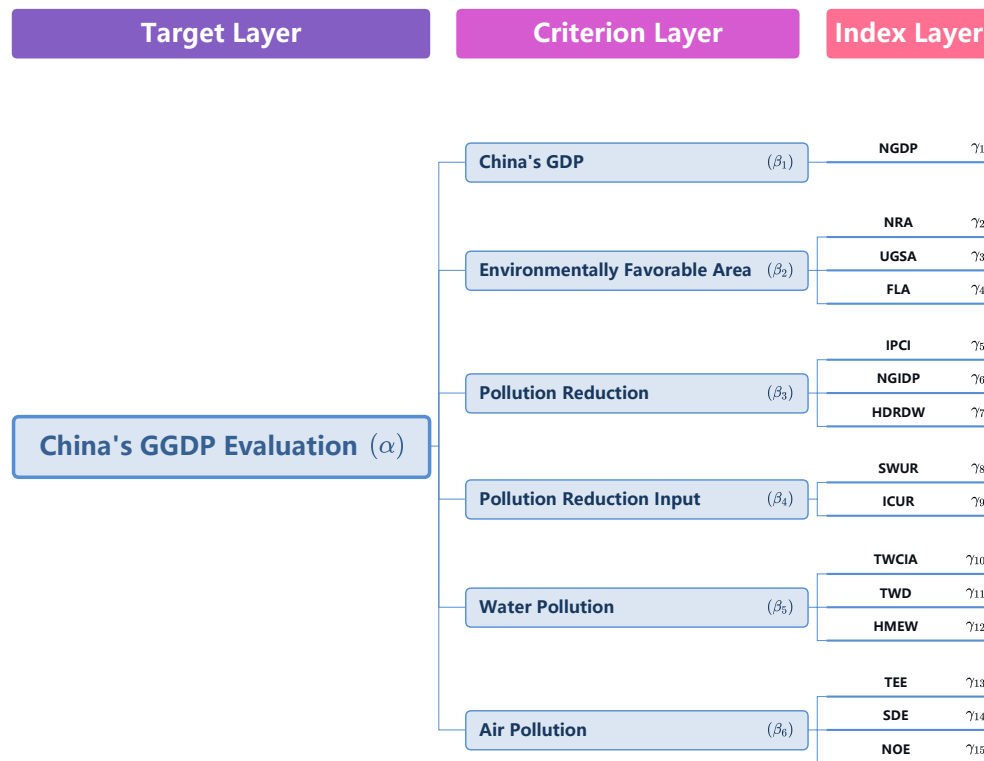 Target Layer
Criterion Layer
Index Layer
China's GDP (β₁)
NGDP γ₁
NRA γ₂
Environmentally Favorable Area (β₂)
UGSA γ₃
FLA γ₄
IPCI γ₅
Pollution Reduction (β₃)
NGIDP γ₆
HDRDW γ₇
China's GGDP Evaluation (α)
SWUR γ₈
Pollution Reduction Input (β₄)
ICUR γ₉
TWCIA γ₁₀
Water Pollution (β₅)
TWD γ₁₁
HMEW γ₁₂
TEE γ₁₃
Air Pollution (β₆)
SDE γ₁₄
NOE γ₁₅